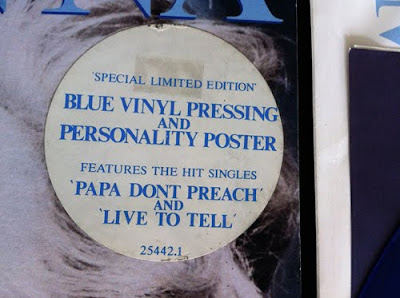 'SPECIAL LIMITED EDITION'
BLUE VINYL PRESSING
AND
PERSONALITY POSTER
FEATURES THE HIT SINGLES
'PAPA DONT PREACH'
AND
'LIVE TO TELL'
25442.1